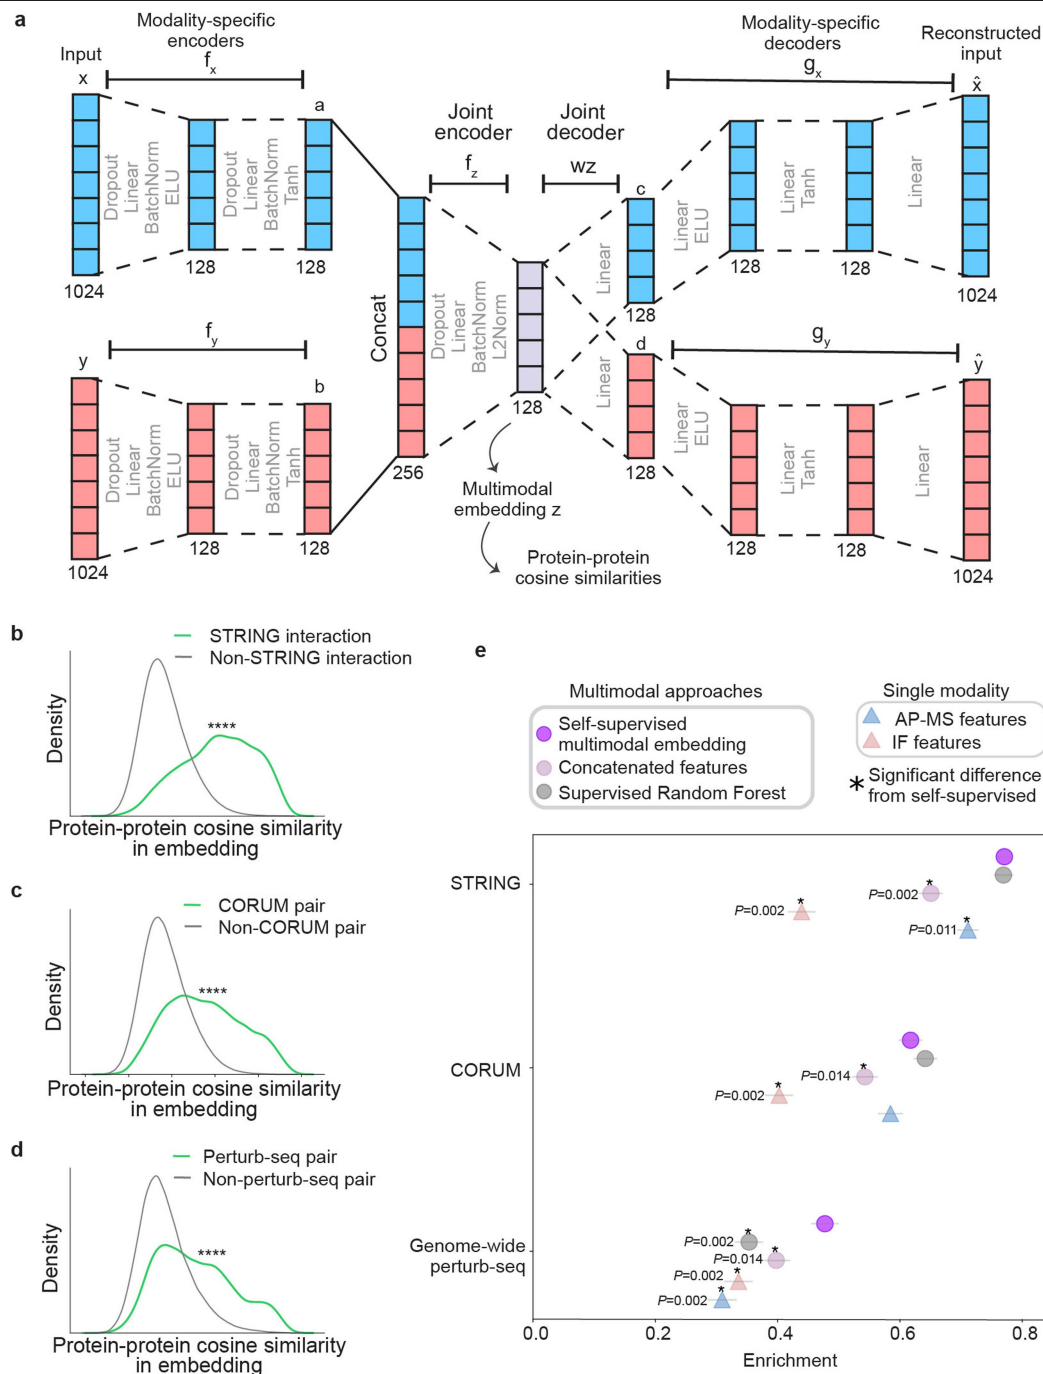 a
Modality-specific
encoders
f_x
Input
x
a
Joint
encoder
f_z
Joint
decoder
wz
Modality-specific
decoders
g_x
Reconstructed
input
x̂
c
Dropout
Linear
BatchNorm
ELU
Dropout
Linear
BatchNorm
Tanh
Linear
Linear
ELU
Linear
Tanh
Linear
1024
128
128
128
128
128
1024
Concat
Dropout
Linear
BatchNorm
L2Norm
f_y
y
b
d
g_y
ŷ
Dropout
Linear
BatchNorm
ELU
Dropout
Linear
BatchNorm
Tanh
Linear
Linear
ELU
Linear
Tanh
Linear
128
256
128
1024
128
128
128
128
1024
Multimodal
embedding z
Protein-protein
cosine similarities
b
STRING interaction
Non-STRING interaction
****
Density
Protein-protein cosine similarity
in embedding
c
CORUM pair
Non-CORUM pair
****
Density
Protein-protein cosine similarity
in embedding
d
Perturb-seq pair
Non-perturb-seq pair
****
Density
Protein-protein cosine similarity
in embedding
e
Multimodal approaches
Self-supervised
multimodal embedding
Concatenated features
Supervised Random Forest
Single modality
AP-MS features
IF features
* Significant difference
from self-supervised
STRING
*
P=0.002
*
P=0.002
*
P=0.011
CORUM
*
P=0.014
*
P=0.002
Genome-wide
perturb-seq
*
P=0.002
*
P=0.014
*
P=0.002
*
P=0.002
0.0
0.2
0.4
0.6
0.8
Enrichment